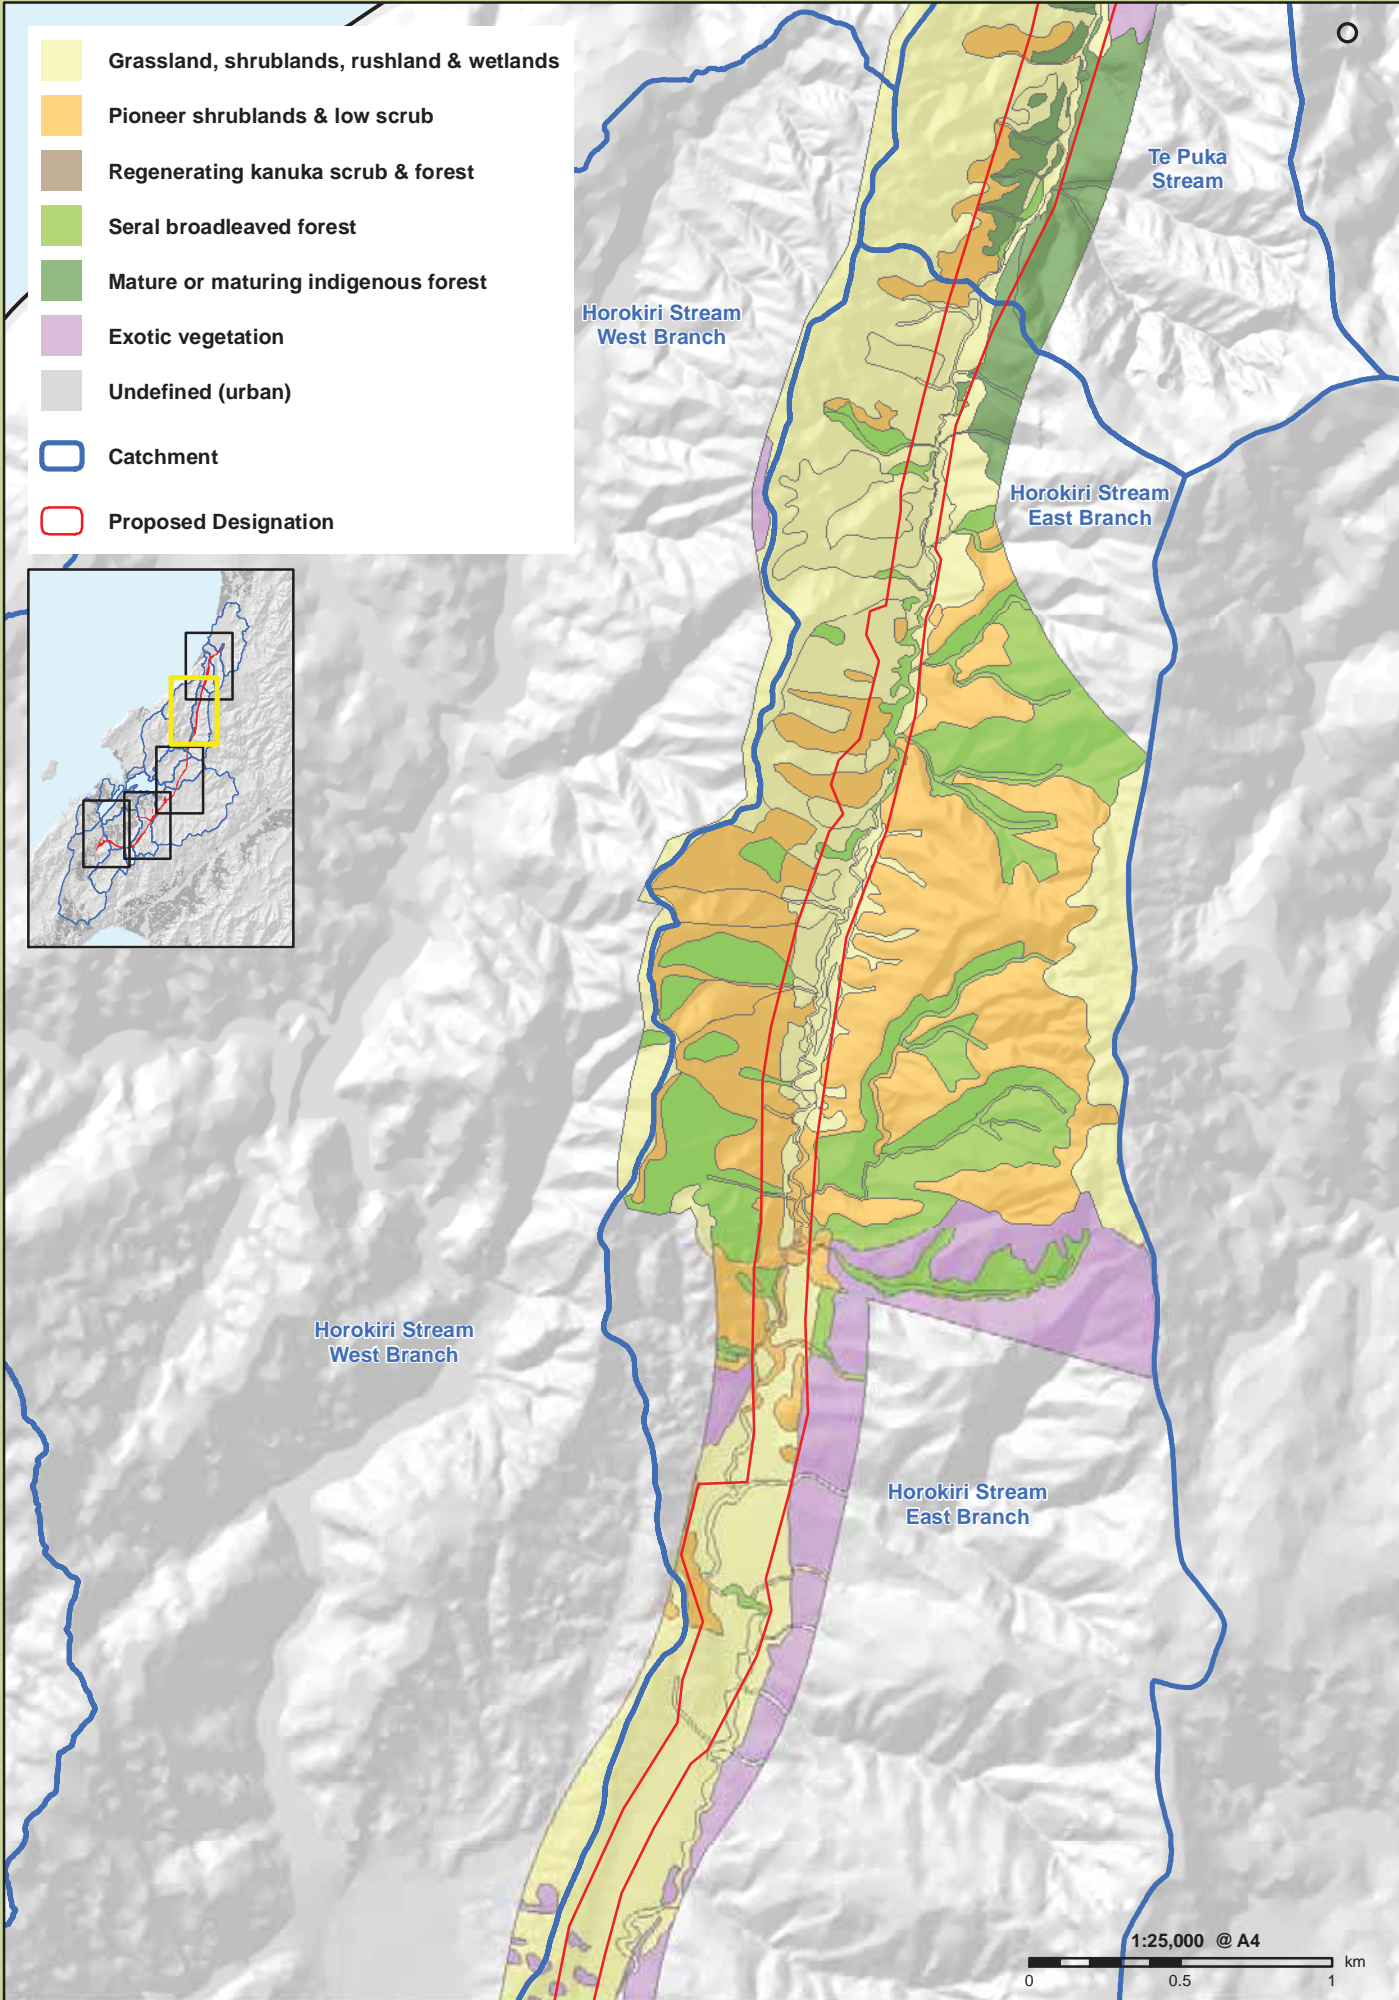 Grassland, shrublands, rushland & wetlands
Pioneer shrublands & low scrub
Regenerating kanuka scrub & forest
Seral broadleaved forest
Mature or maturing indigenous forest
Exotic vegetation
Undefined (urban)
Catchment
Proposed Designation
Te Puka
Stream
Horokiri Stream
West Branch
Horokiri Stream
East Branch
Horokiri Stream
West Branch
Horokiri Stream
East Branch
1:25,000 @ A4
km
0 0.5 1